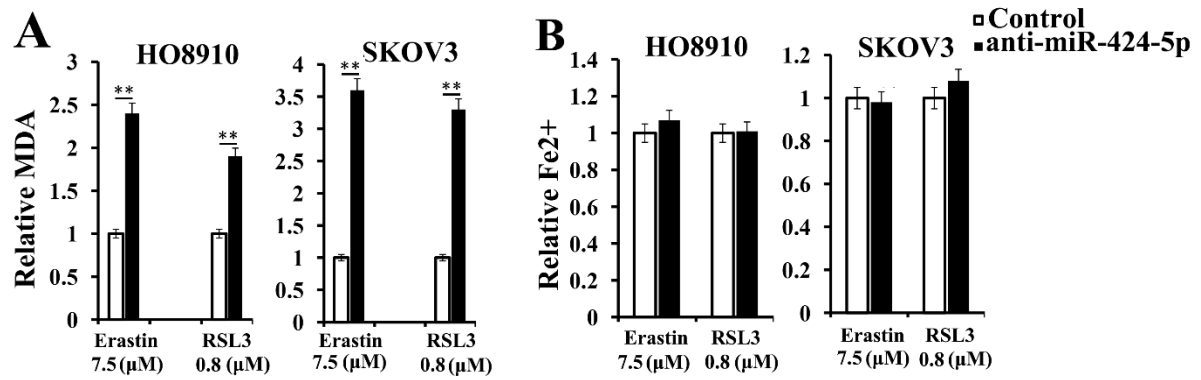 A
B
Control
anti-miR-424-5p
HO8910
SKOV3
HO8910
SKOV3
Relative MDA
3
2.5
2
1.5
1
0.5
0
**
**
Erastin
7.5 (μM)
RSL3
0.8 (μM)
4
3.5
3
2.5
2
1.5
1
0.5
0
**
**
Erastin
7.5 (μM)
RSL3
0.8 (μM)
Relative Fe2+
1.4
1.2
1
0.8
0.6
0.4
0.2
0
Erastin
7.5 (μM)
RSL3
0.8 (μM)
1.2
1
0.8
0.6
0.4
0.2
0
Erastin
7.5 (μM)
RSL3
0.8 (μM)